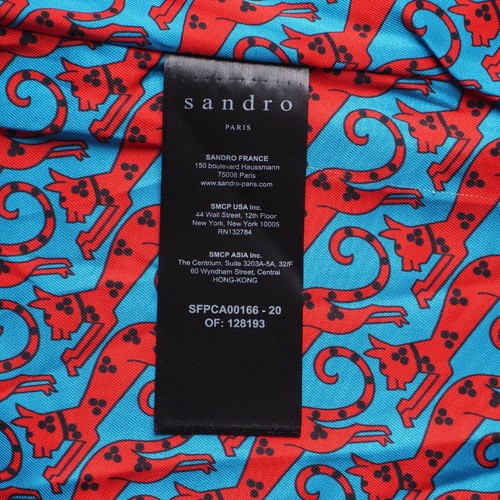 sandro
PARIS
SANDRO FRANCE
150 boulevard Haussmann
75008 Paris
www.sandro-paris.com
SMCP USA Inc.
44 Wall Street, 12th Floor
New York, New York 10005
RN132784
SMCP ASIA Inc.
The Centrium, Suite 3203A-5A, 32/F
60 Wyndham Street, Central
HONG-KONG
SFPCA00166 - 20
OF: 128193